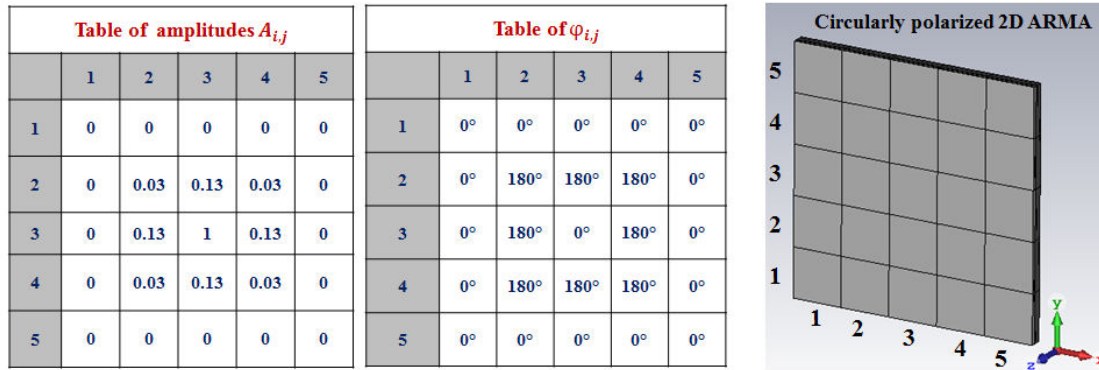 Table of amplitudes A_{i,j}
1 2 3 4 5
1 0 0 0 0 0
2 0 0.03 0.13 0.03 0
3 0 0.13 1 0.13 0
4 0 0.03 0.13 0.03 0
5 0 0 0 0 0
Table of φ_{i,j}
1 2 3 4 5
1 0° 0° 0° 0° 0°
2 0° 180° 180° 180° 0°
3 0° 180° 0° 180° 0°
4 0° 180° 180° 180° 0°
5 0° 0° 0° 0° 0°
Circularly polarized 2D ARMA
5
4
3
2
1
1 2 3 4 5
y
z x